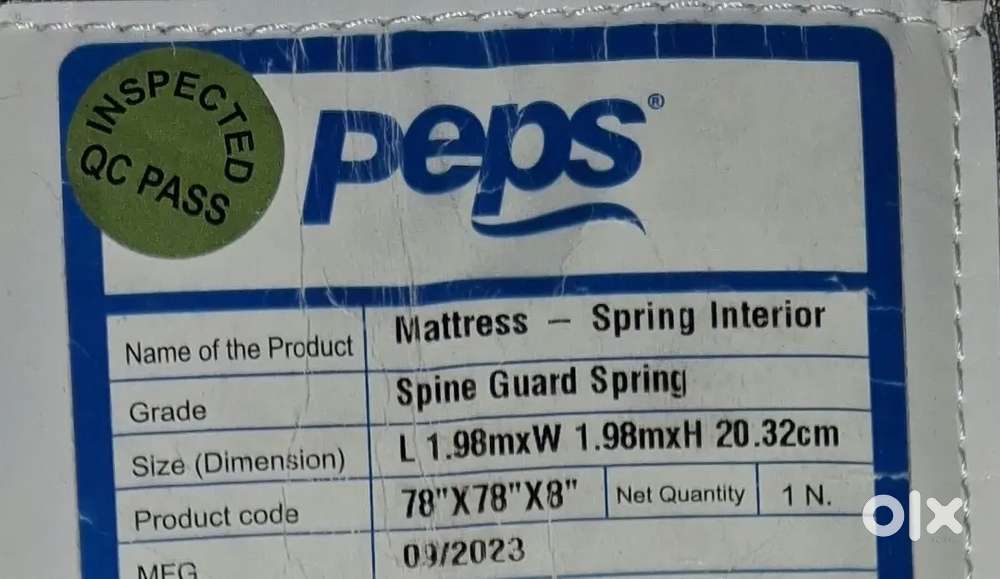 INSPECTED
QC PASS
Peps®
Name of the Product Mattress – Spring Interior
Grade Spine Guard Spring
Size (Dimension) L 1.98mxW 1.98mxH 20.32cm
Product code 78"X78"X8" Net Quantity 1 N.
MFG 09/2023
olx